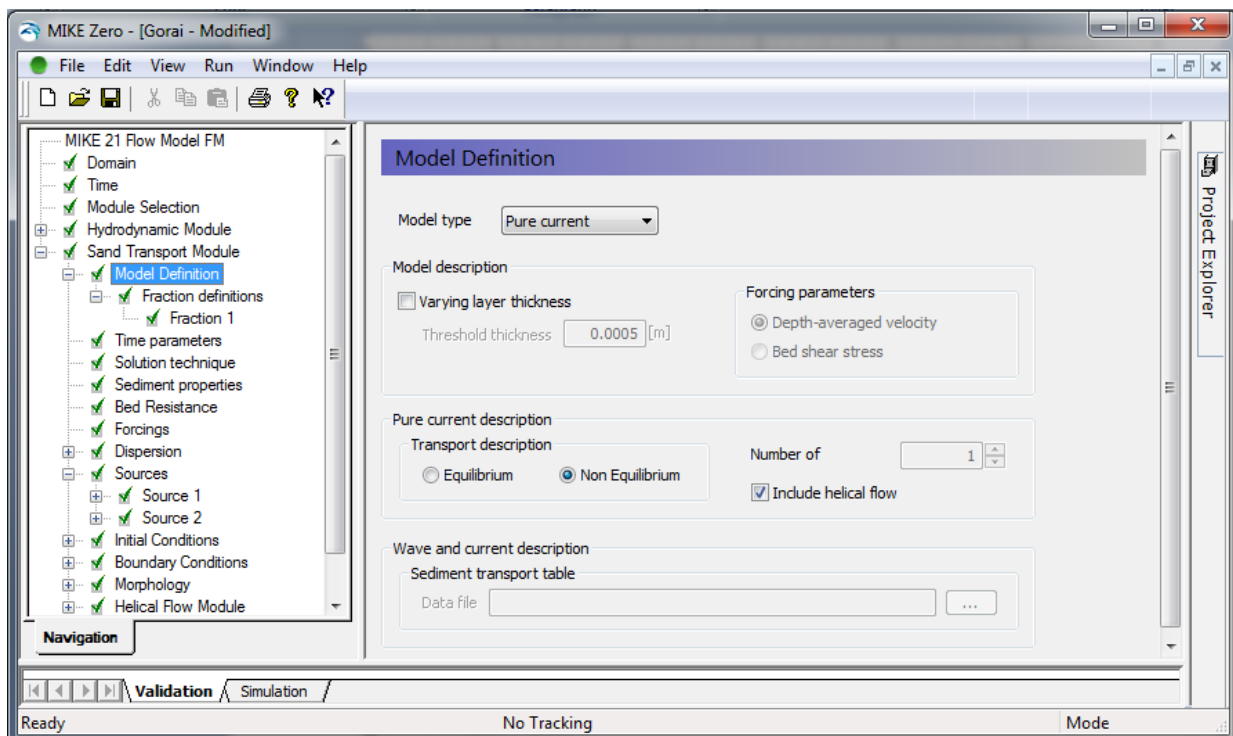 MIKE Zero - [Gorai - Modified]
File Edit View Run Window Help
MIKE 21 Flow Model FM
Domain
Time
Module Selection
Hydrodynamic Module
Sand Transport Module
Model Definition
Fraction definitions
Fraction 1
Time parameters
Solution technique
Sediment properties
Bed Resistance
Forcings
Dispersion
Sources
Source 1
Source 2
Initial Conditions
Boundary Conditions
Morphology
Helical Flow Module
Navigation
Model Definition
Model type Pure current
Model description
Varying layer thickness
Threshold thickness 0.0005 [m]
Forcing parameters
Depth-averaged velocity
Bed shear stress
Pure current description
Transport description
Equilibrium Non Equilibrium
Number of 1
Include helical flow
Wave and current description
Sediment transport table
Data file ...
Project Explorer
Validation Simulation
Ready No Tracking Mode